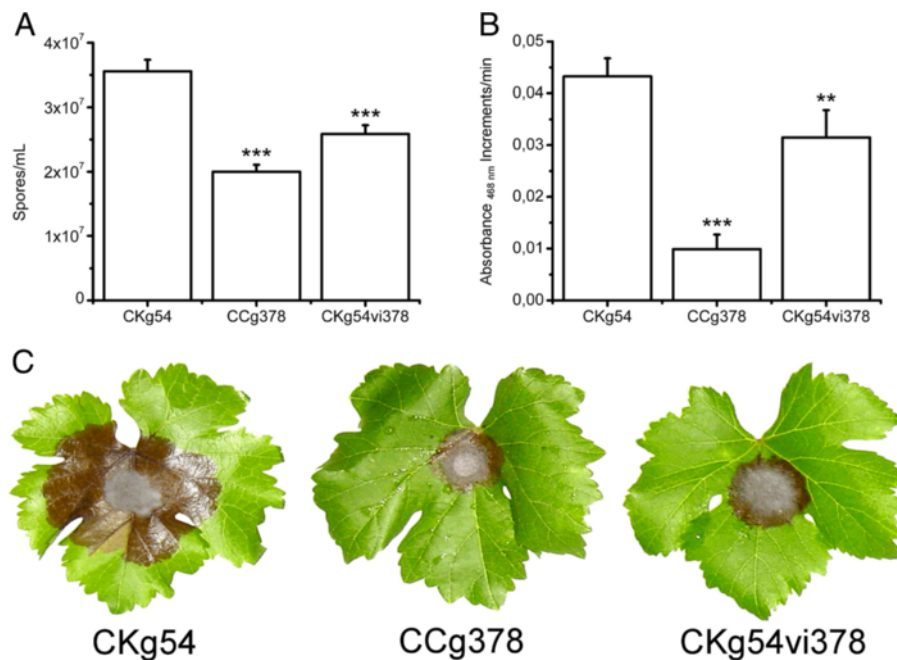 A
4x10⁷
3x10⁷
2x10⁷
1x10⁷
0
Spores/mL
***
***
CKg54 CCg378 CKg54vi378
B
0,05
0,04
0,03
0,02
0,01
0,00
Absorbance 468 nm Increments/min
***
**
CKg54 CCg378 CKg54vi378
C
CKg54 CCg378 CKg54vi378